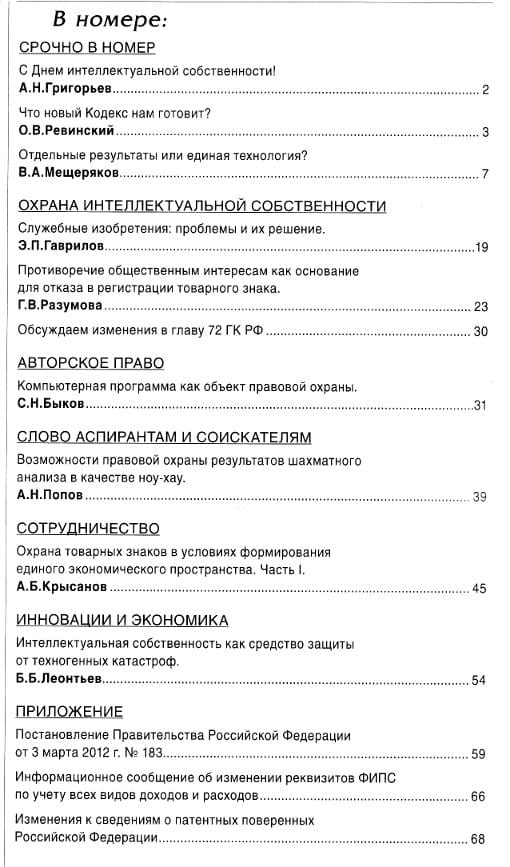 В номере:
СРОЧНО В НОМЕР
С Днем интеллектуальной собственности!
А.Н.Григорьев........ 2
Что новый Кодекс нам готовит?
О.В.Ревинский........ 3
Отдельные результаты или единая технология?
В.А.Мещеряков........ 7
ОХРАНА ИНТЕЛЛЕКТУАЛЬНОЙ СОБСТВЕННОСТИ
Служебные изобретения: проблемы и их решение.
Э.П.Гаврилов........19
Противоречие общественным интересам как основание
для отказа в регистрации товарного знака.
Г.В.Разумова........ 23
Обсуждаем изменения в главу 72 ГК РФ ........ 30
АВТОРСКОЕ ПРАВО
Компьютерная программа как объект правовой охраны.
С.Н.Быков........31
СЛОВО АСПИРАНТАМ И СОИСКАТЕЛЯМ
Возможности правовой охраны результатов шахматного
анализа в качестве ноу-хау.
А.Н.Попов........ 39
СОТРУДНИЧЕСТВО
Охрана товарных знаков в условиях формирования
единого экономического пространства. Часть I.
А.Б.Крысанов ........ 45
ИННОВАЦИИ И ЭКОНОМИКА
Интеллектуальная собственность как средство защиты
от техногенных катастроф.
Б.Б.Леонтьев........ 54
ПРИЛОЖЕНИЕ
Постановление Правительства Российской Федерации
от 3 марта 2012 г. № 183........ 59
Информационное сообщение об изменении реквизитов ФИПС
по учету всех видов доходов и расходов........ 66
Изменения к сведениям о патентных поверенных
Российской Федерации........ 68